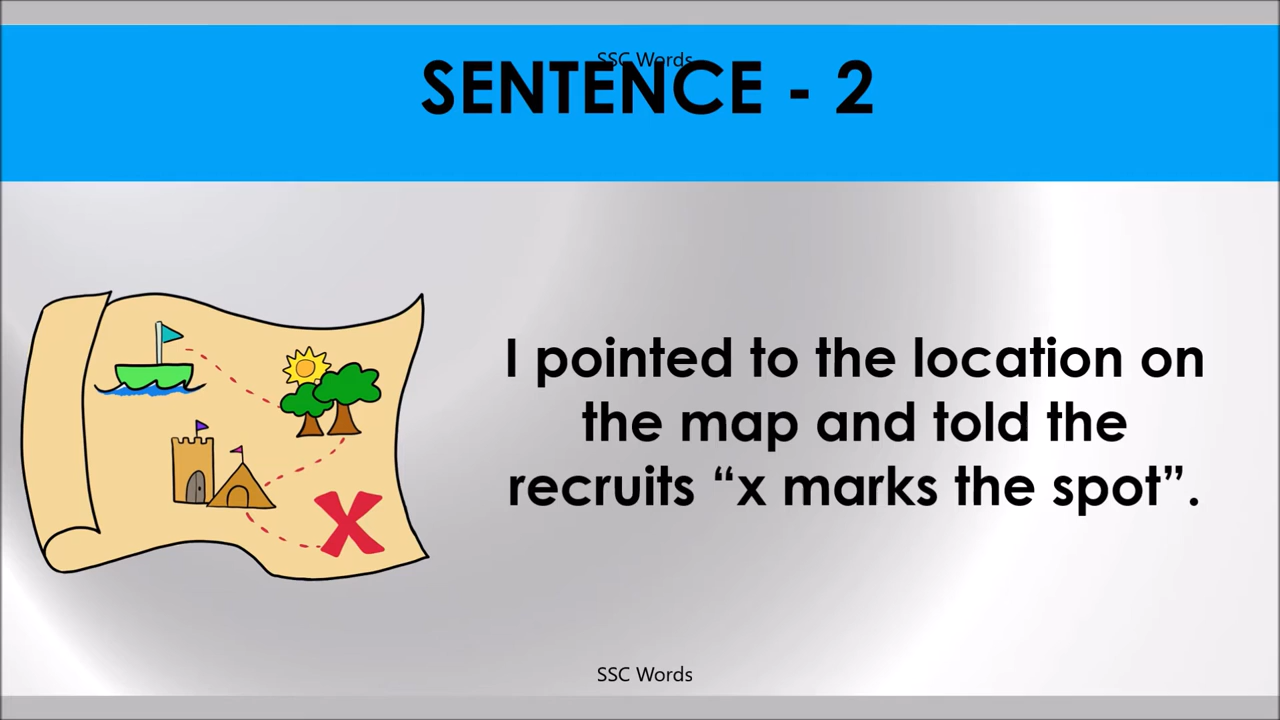 SSC Words
SENTENCE - 2
I pointed to the location on
the map and told the
recruits “x marks the spot”.
X
SSC Words